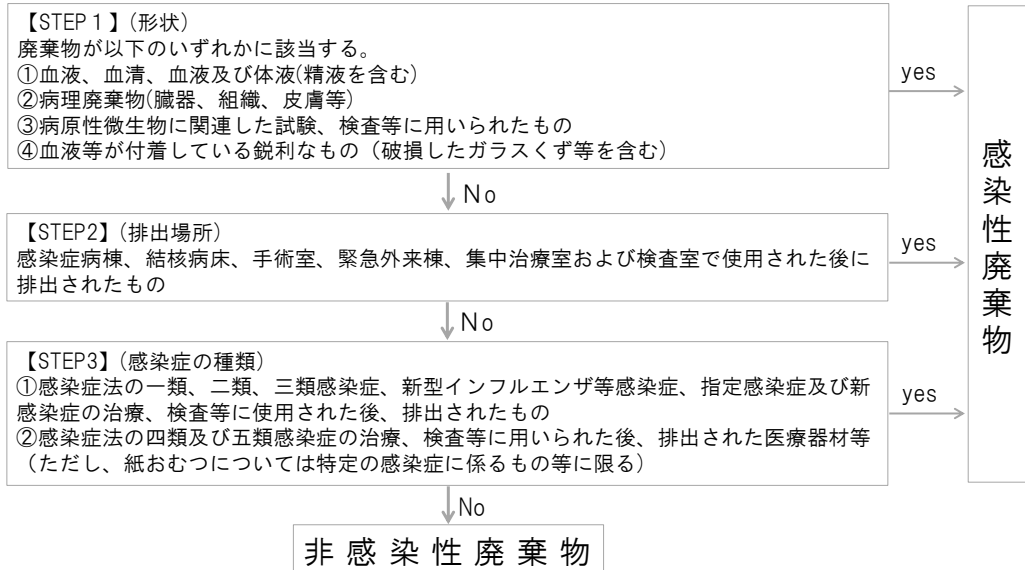 【STEP１】(形状)
廃棄物が以下のいずれかに該当する。
①血液、血清、血液及び体液(精液を含む)
②病理廃棄物(臓器、組織、皮膚等)
③病原性微生物に関連した試験、検査等に用いられたもの
④血液等が付着している鋭利なもの（破損したガラスくず等を含む）
yes
No
【STEP2】(排出場所)
感染症病棟、結核病床、手術室、緊急外来棟、集中治療室および検査室で使用された後に
排出されたもの
yes
No
【STEP3】(感染症の種類)
①感染症法の一類、二類、三類感染症、新型インフルエンザ等感染症、指定感染症及び新
感染症の治療、検査等に使用された後、排出されたもの
②感染症法の四類及び五類感染症の治療、検査等に用いられた後、排出された医療器材等
（ただし、紙おむつについては特定の感染症に係るもの等に限る）
yes
No
感染性廃棄物
非感染性廃棄物